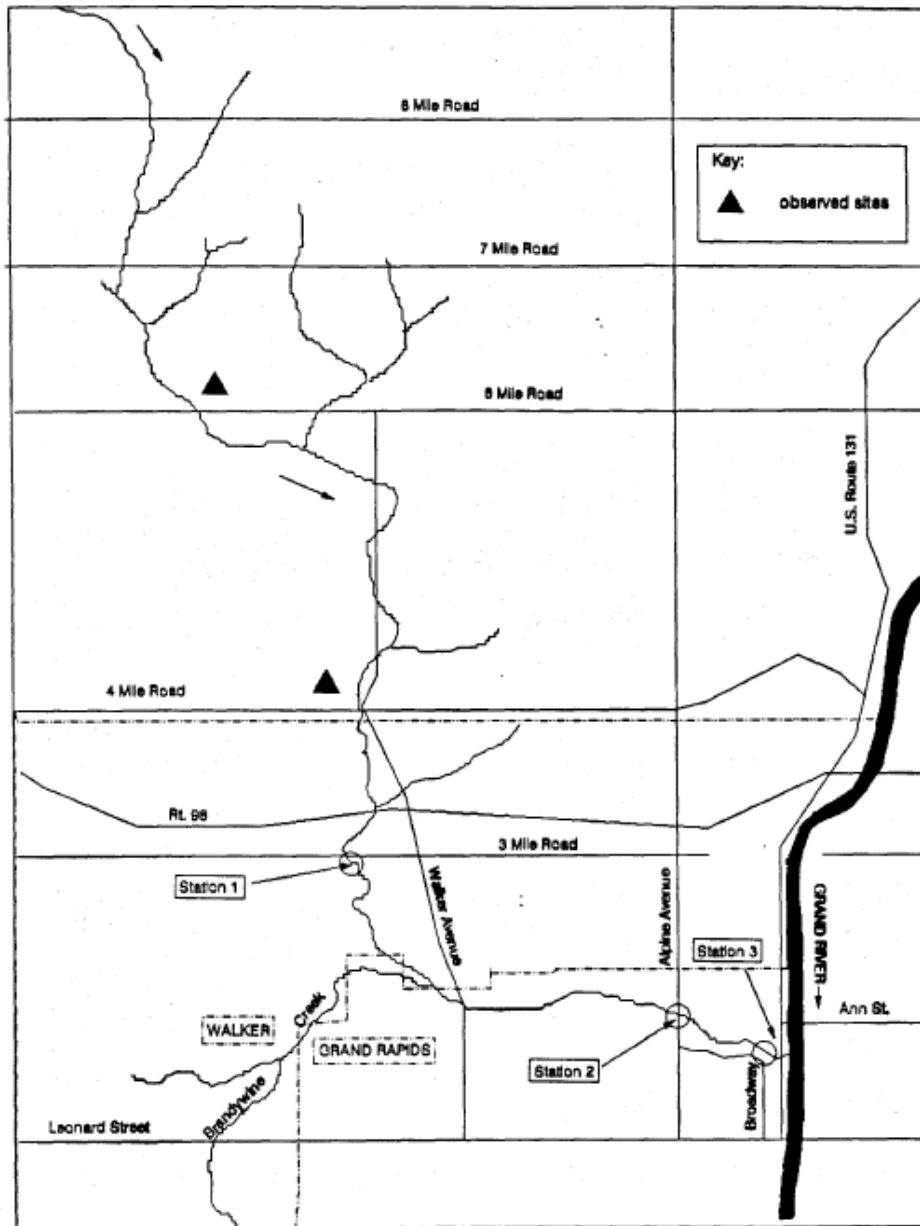 6 Mile Road
Key:
observed sites
7 Mile Road
6 Mile Road
U.S. Route 131
4 Mile Road
Rt. 96
3 Mile Road
Station 1
Walker Avenue
Alpine Avenue
Station 3
GRAND RIVER
Ann St.
Creek
WALKER
GRAND RAPIDS
Station 2
Broadway
Brandywine
Leonard Street